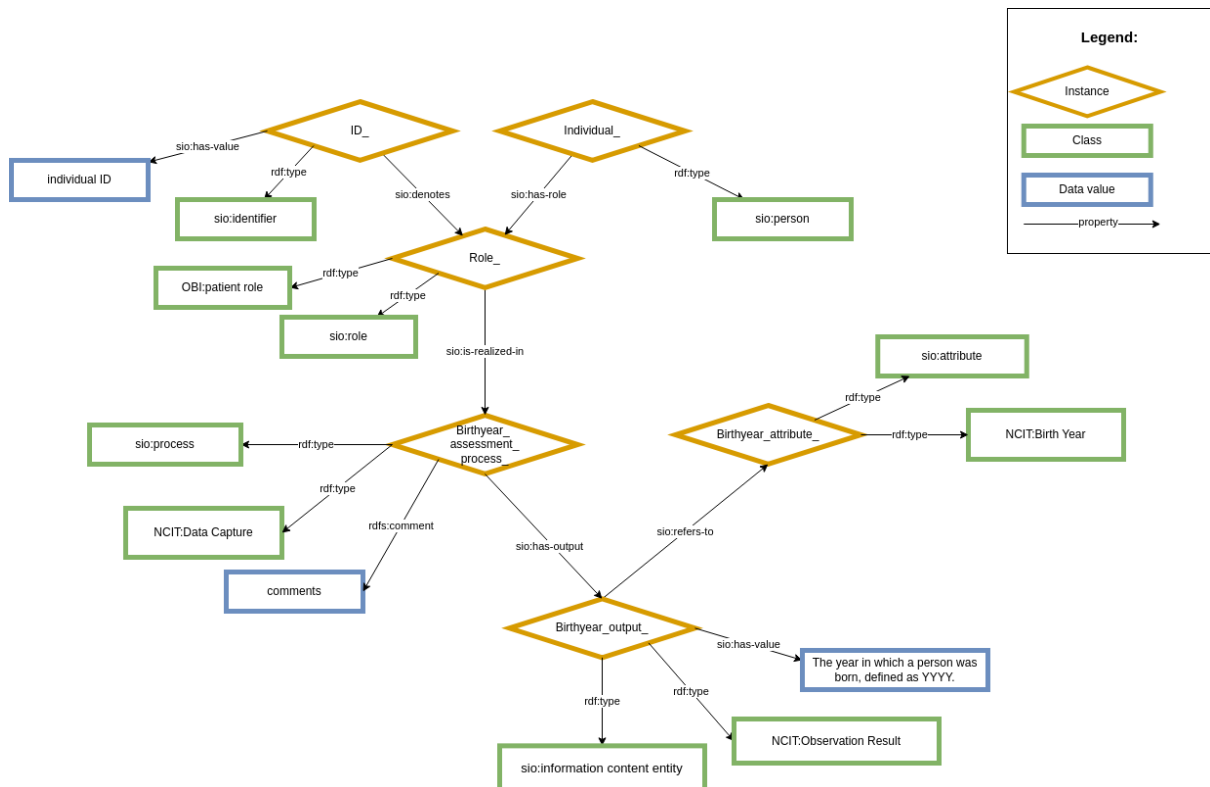 Legend:
Instance
Class
Data value
property
ID_
Individual_
sio:has-value
rdf:type
rdf:type
individual ID
sio:denotes
sio:has-role
sio:identifier
sio:person
Role_
rdf:type
OBI:patient role
rdf:type
sio:role
sio:is-realized-in
sio:attribute
rdf:type
Birthyear_
assessment_
process_
Birthyear_attribute_
rdf:type
NCIT:Birth Year
sio:process
rdf:type
rdf:type
NCIT:Data Capture
rdfs:comment
sio:has-output
sio:refers-to
comments
Birthyear_output_
sio:has-value
The year in which a person was
born, defined as YYYY.
rdf:type
rdf:type
NCIT:Observation Result
sio:information content entity